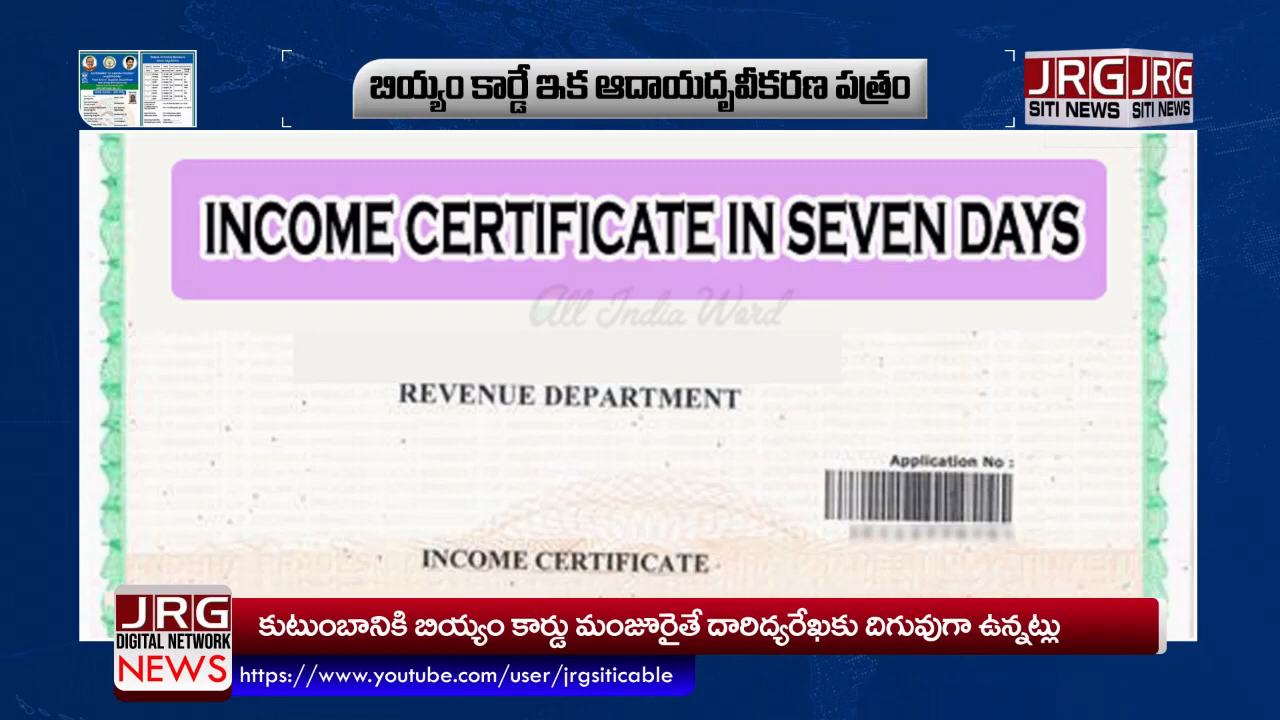 బియ్యం కార్డే ఇక ఆదాయదృవీకరణ పత్రం
JRG JRG
SITI NEWS SITI NEWS
INCOME CERTIFICATE IN SEVEN DAYS
All India Word
REVENUE DEPARTMENT
Application No :
INCOME CERTIFICATE
JRG
DIGITAL NETWORK
NEWS
కుటుంబానికి బియ్యం కార్డు మంజూరైతే దారిద్యరేఖకు దిగువుగా ఉన్నట్లు
https://www.youtube.com/user/jrgsiticable